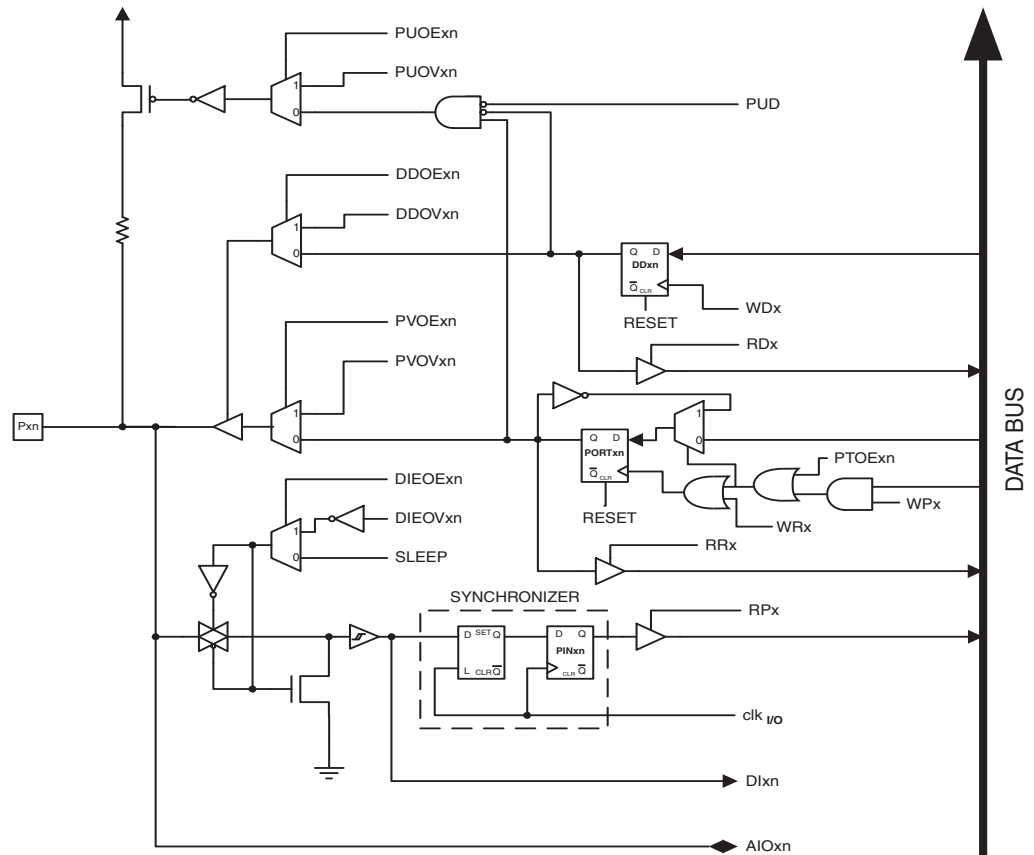 PUOExn
PUOVxn
1
0
PUD
DDOExn
DDOVxn
1
0
Q D
DDxn
Q CLR
WDx
RESET
RDx
PVOExn
PVOVxn
1
0
Pxn
1
0
Q D
PORTxn
Q CLR
PTOExn
DATA BUS
WPx
RESET
WRx
DIEOExn
DIEOVxn
1
0
SLEEP
RRx
SYNCHRONIZER
RPx
D SET Q
L CLR Q
D Q
PINxn
CLR Q
clk I/O
DIxn
AIOxn